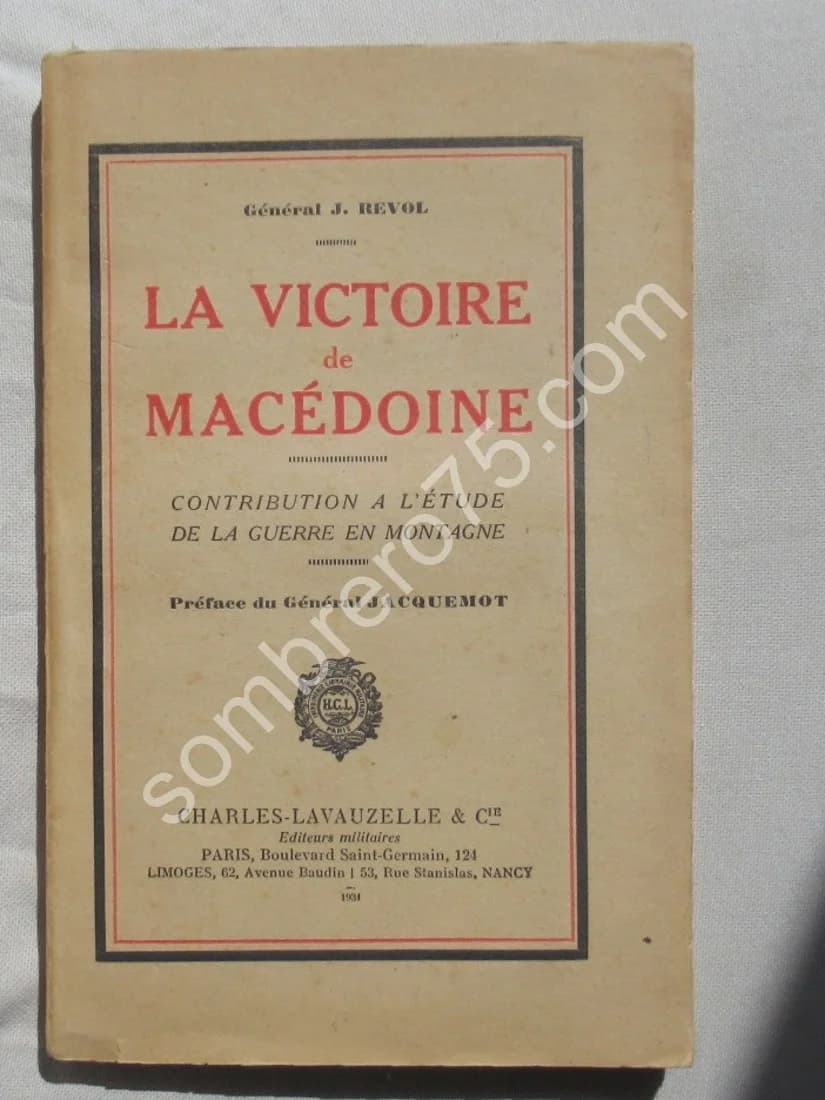 Général J. REVOL
LA VICTOIRE
de
MACÉDOINE
CONTRIBUTION A L'ÉTUDE
DE LA GUERRE EN MONTAGNE
Préface du Général JACQUEMOT
H.C.L.
PARIS
CHARLES-LAVAUZELLE & CIE
Editeurs militaires
PARIS, Boulevard Saint-Germain, 124
LIMOGES, 62, Avenue Baudin | 53, Rue Stanislas, NANCY
1931
sombrero75.com